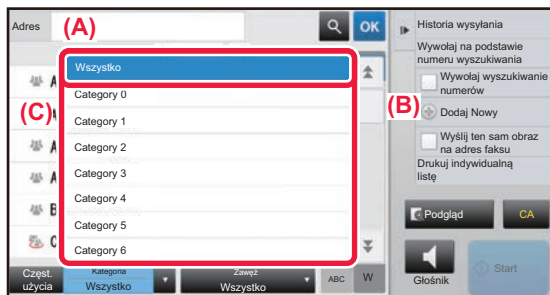 Adres
(A)
OK
Historia wysyłania
Wywołaj na podstawie
numeru wyszukiwania
Wywołaj wyszukiwanie
numerów
(B)
Dodaj Nowy
Wyślij ten sam obraz
na adres faksu
Drukuj indywidualną
listę
Podgląd
CA
Głośnik
Start
(C)
Wszystko
Category 0
Category 1
Category 2
Category 3
Category 4
Category 5
Category 6
A
A
A
B
C
Częst.
użycia
Kategoria
Wszystko
Zawęź
Wszystko
ABC
W